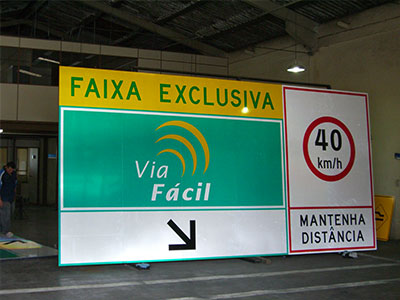 FAIXA EXCLUSIVA
Via
Fácil
40
km/h
MANTENHA
DISTÂNCIA